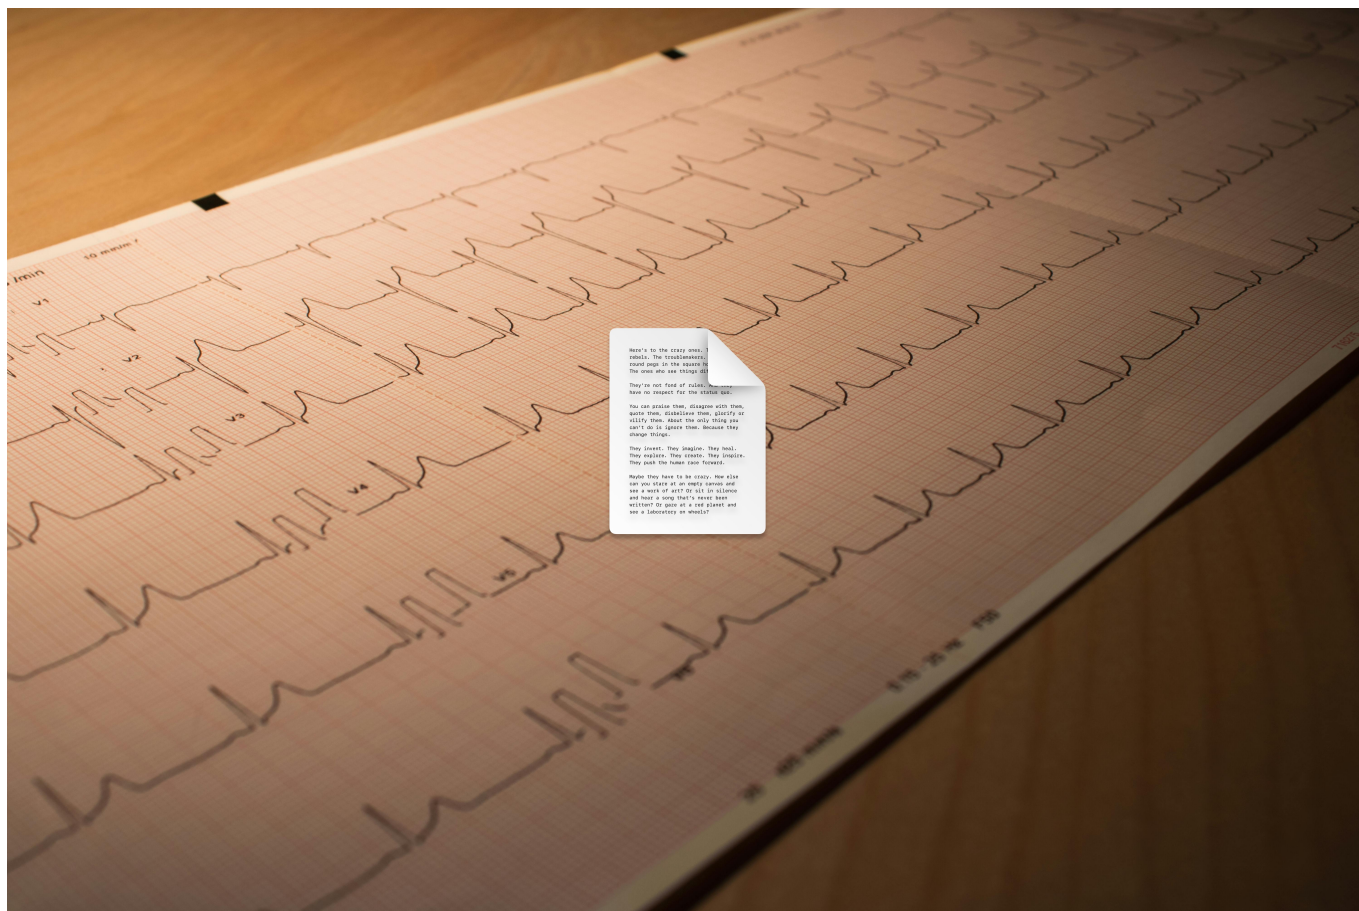 /min
10 mm/m
V1
V2
V3
V4
V5
V6
Here's to the crazy ones.
rebels. The troublemakers.
round pegs in the square
The ones who see things
They're not fond of rules.
have no respect for the status quo.
You can praise them, disagree with them,
quote them, disbelieve them, glorify or
vilify them. About the only thing you
can't do is ignore them. Because they
change things.
They invent. They imagine. They heal.
They explore. They create. They inspire.
They push the human race forward.
Maybe they have to be crazy. How else
can you stare at an empty canvas and
see a work of art? Or sit in silence
and hear a song that's never been
written? Or gaze at a red planet and
see a laboratory on wheels?